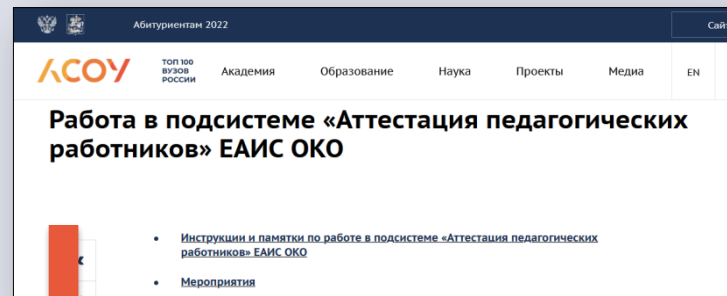 Абитуриентам 2022
Сайт
АСОУ
ТОП 100
ВУЗОВ
РОССИИ
Академия Образование Наука Проекты Медиа EN
Работа в подсистеме «Аттестация педагогических
работников» ЕАИС ОКО
Инструкции и памятки по работе в подсистеме «Аттестация педагогических
работников» ЕАИС ОКО
Мероприятия